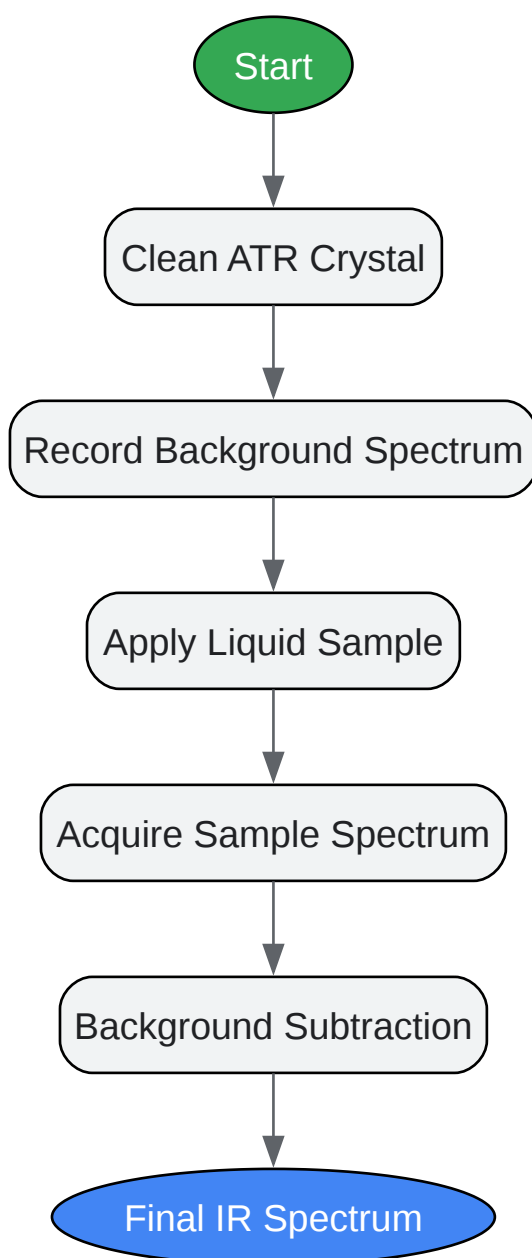 Start
Clean ATR Crystal
Record Background Spectrum
Apply Liquid Sample
Acquire Sample Spectrum
Background Subtraction
Final IR Spectrum